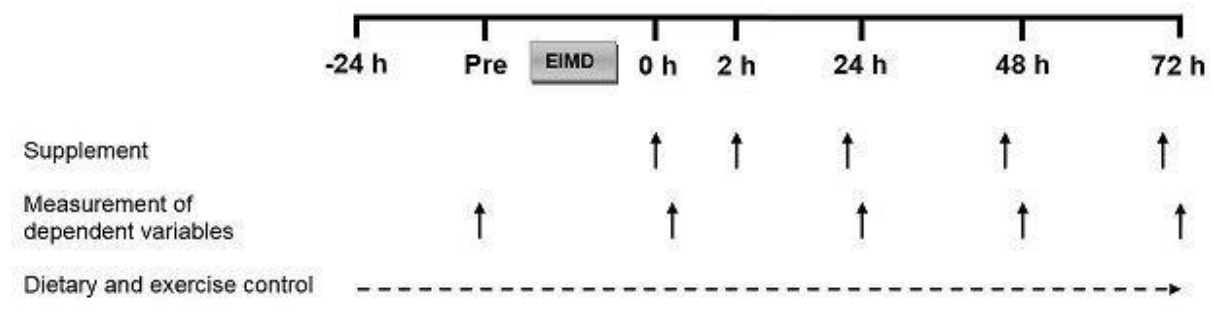 -24 h Pre EIMD 0 h 2 h 24 h 48 h 72 h
Supplement
Measurement of
dependent variables
Dietary and exercise control